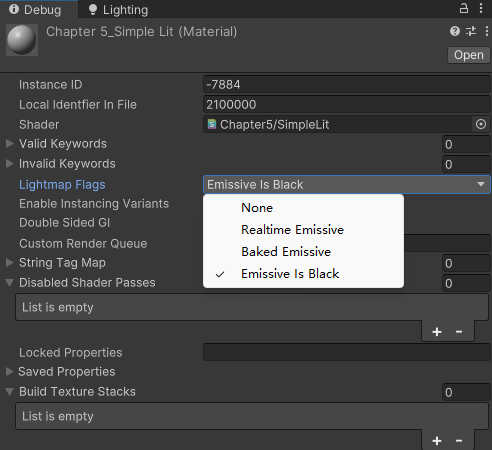 Debug
Lighting
Chapter 5_Simple Lit (Material)
Open
Instance ID
-7884
Local Identfier In File
2100000
Shader
Chapter5/SimpleLit
Valid Keywords
0
Invalid Keywords
0
Lightmap Flags
Emissive Is Black
None
Realtime Emissive
Baked Emissive
Emissive Is Black
Enable Instancing Variants
Double Sided GI
Custom Render Queue
String Tag Map
0
Disabled Shader Passes
0
List is empty
+ -
Locked Properties
Saved Properties
Build Texture Stacks
0
List is empty
+ -